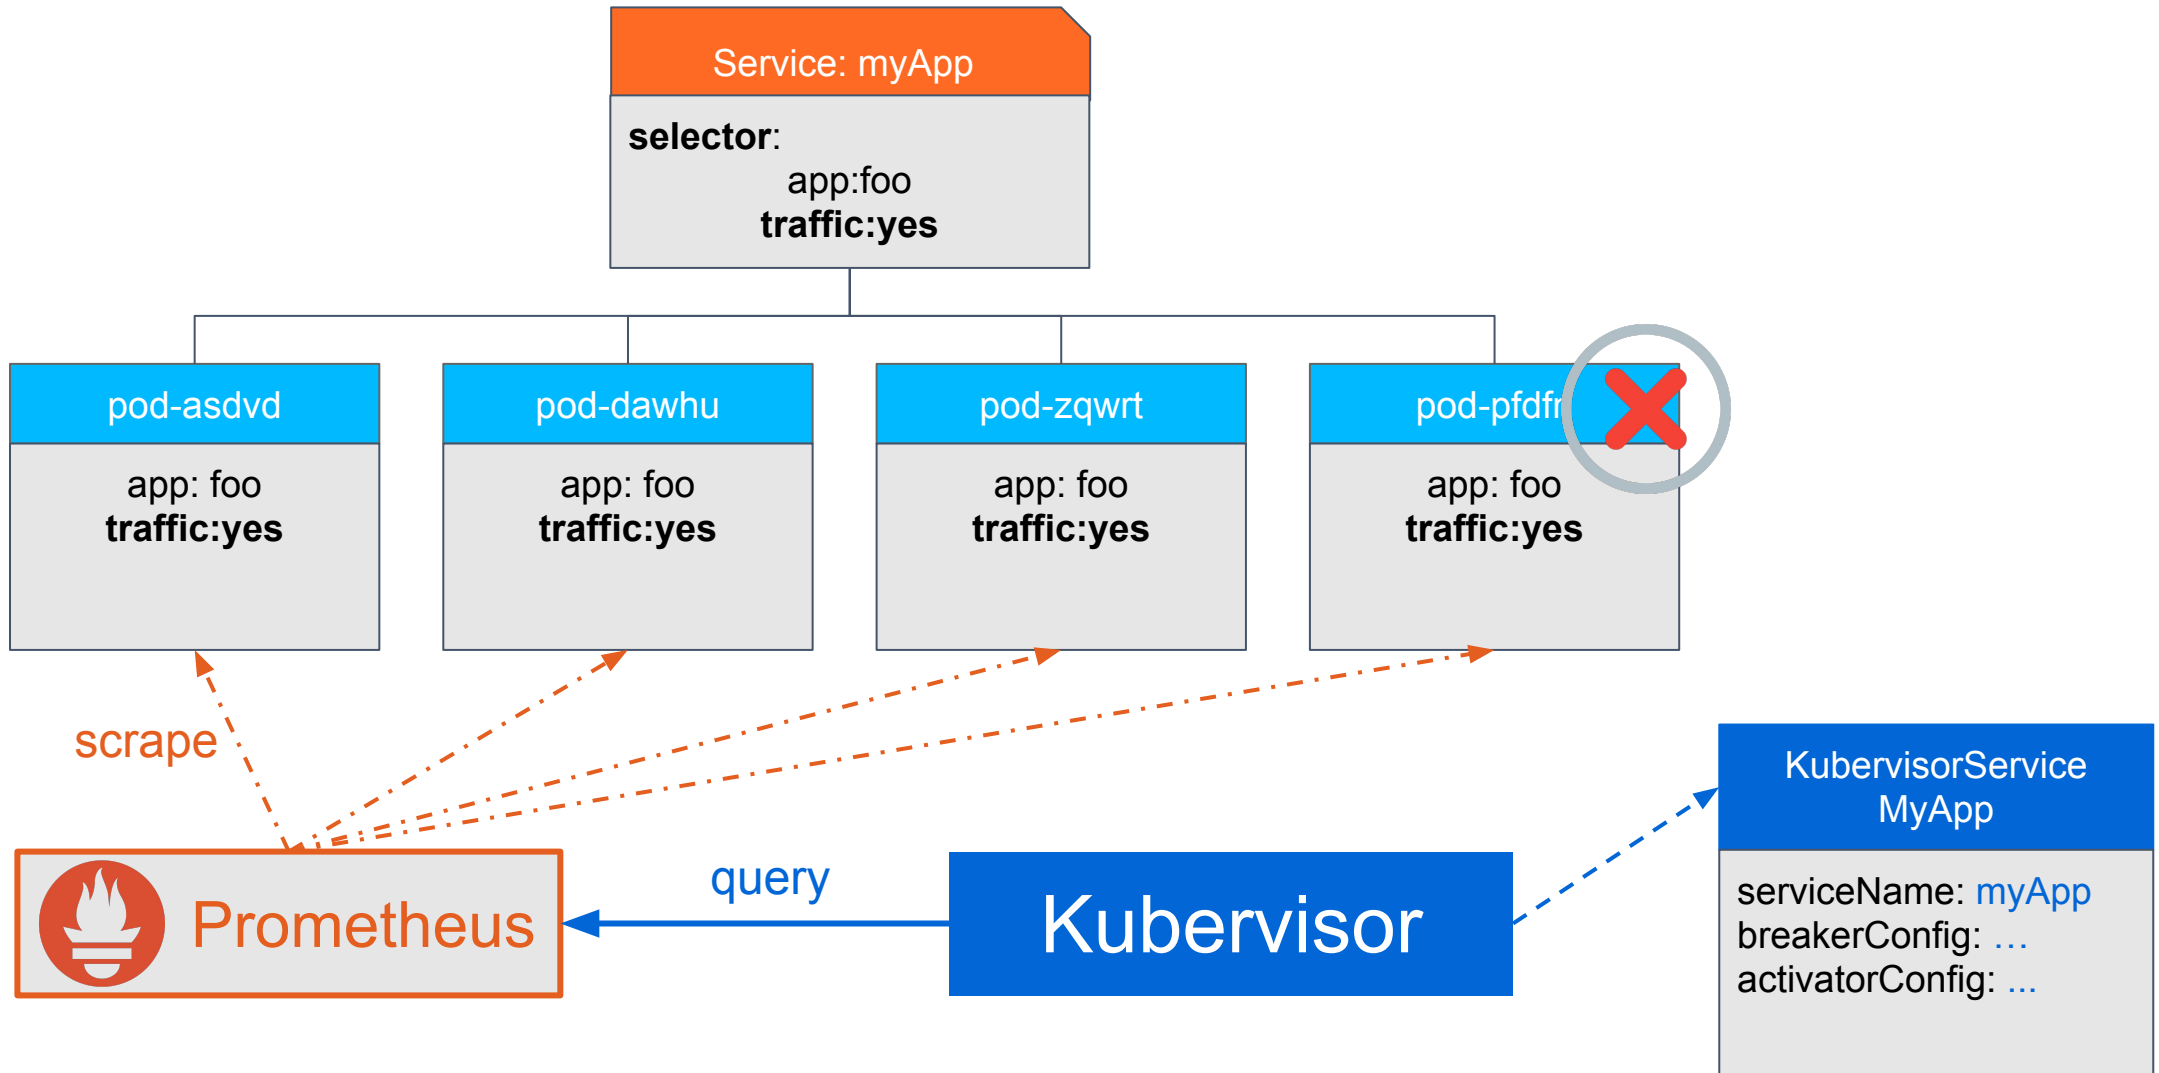 Service: myApp
selector:
app:foo
traffic:yes
pod-asdvd
app: foo
traffic:yes
pod-dawhu
app: foo
traffic:yes
pod-zqwrt
app: foo
traffic:yes
app: foo
traffic:yes
scrape
Prometheus
query
Kubervisor
KubervisorService
MyApp
serviceName: myApp
breakerConfig: …
activatorConfig: ...